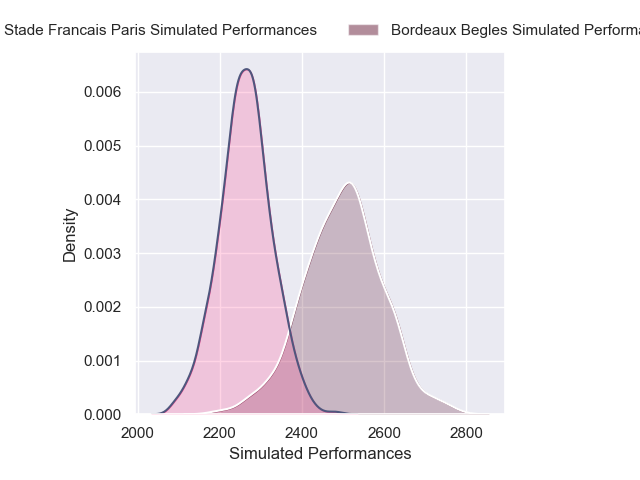 Stade Francais Paris Simulated Performances
Bordeaux Begles Simulated
0.006
0.005
0.004
0.003
0.002
0.001
0.000
Density
2000 2200 2400 2600 2800
Simulated Performances